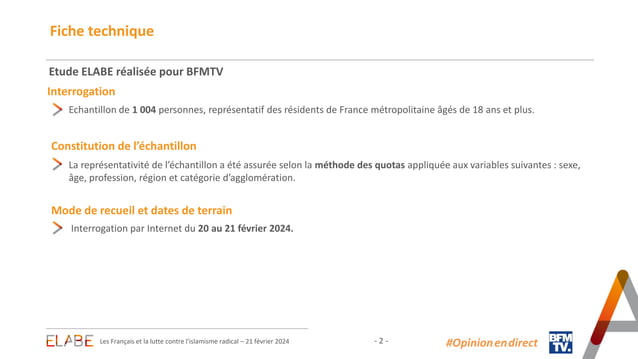 Fiche technique
Etude ELABE réalisée pour BFMTV
Interrogation
Echantillon de 1 004 personnes, représentatif des résidents de France métropolitaine âgés de 18 ans et plus.
Constitution de l’échantillon
La représentativité de l’échantillon a été assurée selon la méthode des quotas appliquée aux variables suivantes : sexe,
âge, profession, région et catégorie d’agglomération.
Mode de recueil et dates de terrain
Interrogation par Internet du 20 au 21 février 2024.
ELABE Les Français et la lutte contre l’islamisme radical – 21 février 2024 - 2 - #Opinionendirect
BFM
TV.